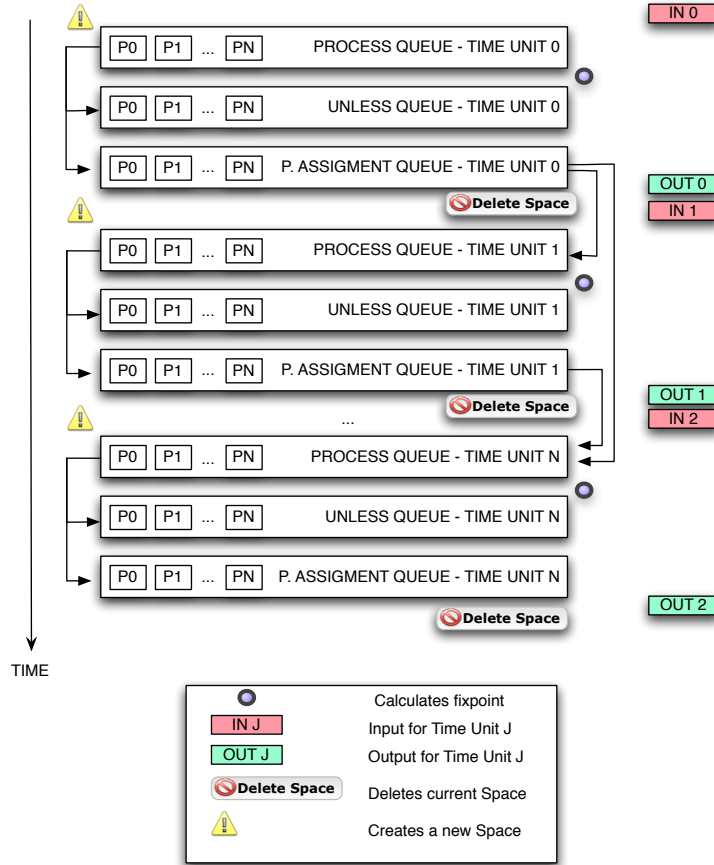 IN 0
P0 P1 ... PN PROCESS QUEUE - TIME UNIT 0
P0 P1 ... PN UNLESS QUEUE - TIME UNIT 0
P0 P1 ... PN P. ASSIGMENT QUEUE - TIME UNIT 0
OUT 0
Delete Space
IN 1
P0 P1 ... PN PROCESS QUEUE - TIME UNIT 1
P0 P1 ... PN UNLESS QUEUE - TIME UNIT 1
P0 P1 ... PN P. ASSIGMENT QUEUE - TIME UNIT 1
OUT 1
Delete Space
IN 2
...
P0 P1 ... PN PROCESS QUEUE - TIME UNIT N
P0 P1 ... PN UNLESS QUEUE - TIME UNIT N
P0 P1 ... PN P. ASSIGMENT QUEUE - TIME UNIT N
OUT 2
Delete Space
TIME
Calculates fixpoint
IN J Input for Time Unit J
OUT J Output for Time Unit J
Delete Space Deletes current Space
Creates a new Space